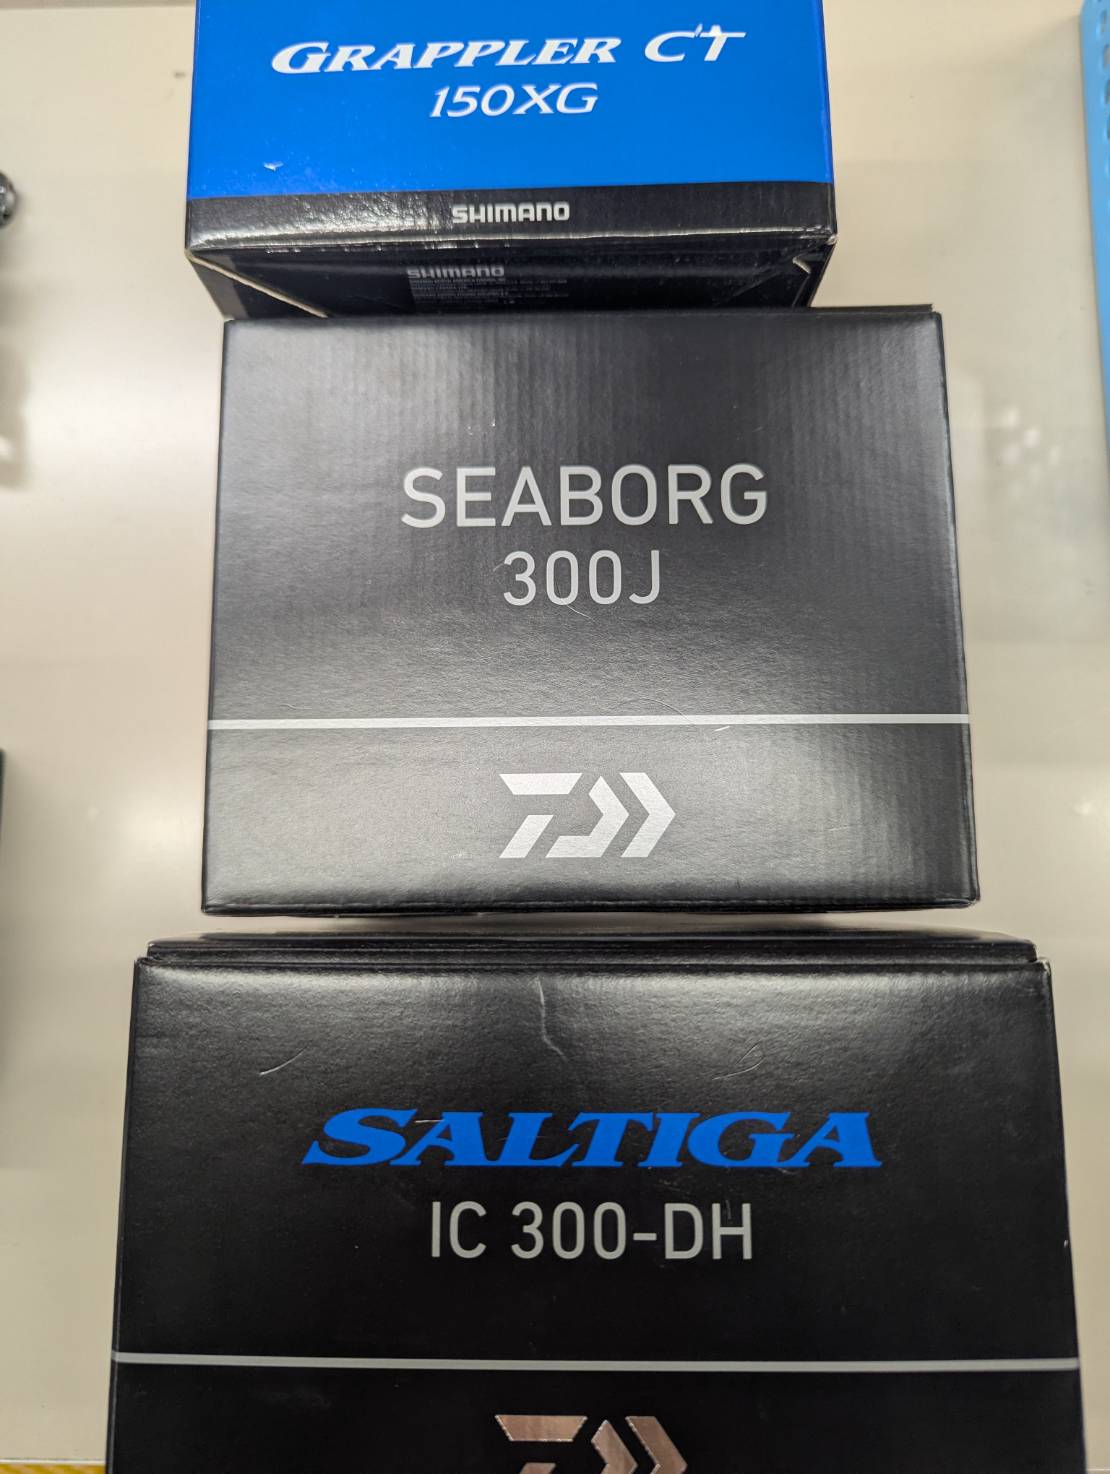 GRAPPLER CT
150XG
SHIMANO
SHIMANO
SEABORG
300J
SALTIGA
IC 300-DH